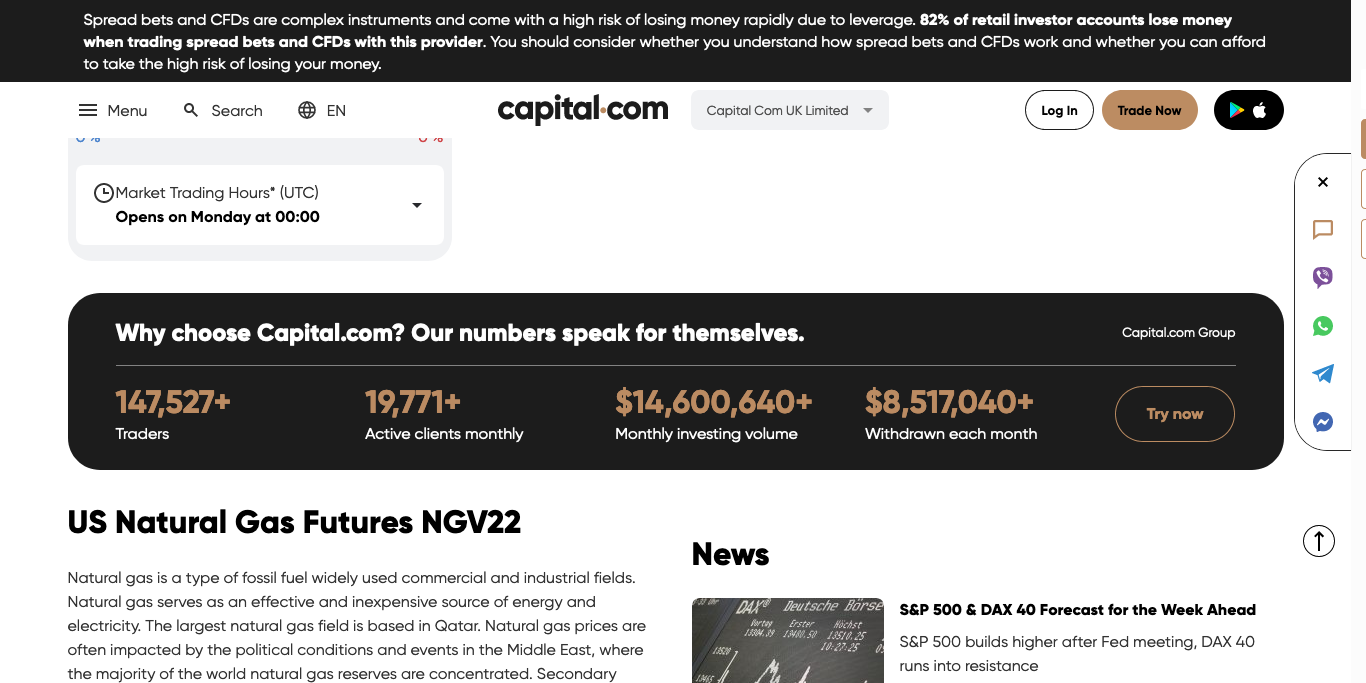 Spread bets and CFDs are complex instruments and come with a high risk of losing money rapidly due to leverage. 82% of retail investor accounts lose money
when trading spread bets and CFDs with this provider. You should consider whether you understand how spread bets and CFDs work and whether you can afford
to take the high risk of losing your money.
Menu
Search
EN
capital.com
Capital Com UK Limited
Log In
Trade Now
Market Trading Hours* (UTC)
Opens on Monday at 00:00
Why choose Capital.com? Our numbers speak for themselves.
Capital.com Group
147,527+
19,771+
$14,600,640+
$8,517,040+
Try now
Traders
Active clients monthly
Monthly investing volume
Withdrawn each month
US Natural Gas Futures NGV22
Natural gas is a type of fossil fuel widely used commercial and industrial fields.
Natural gas serves as an effective and inexpensive source of energy and
electricity. The largest natural gas field is based in Qatar. Natural gas prices are
often impacted by the political conditions and events in the Middle East, where
the majority of the world natural gas reserves are concentrated. Secondary
News
DAX® Deutsche Börse
Vortag Erster Höchst
10:27:25
S&P 500 & DAX 40 Forecast for the Week Ahead
S&P 500 builds higher after Fed meeting, DAX 40
runs into resistance